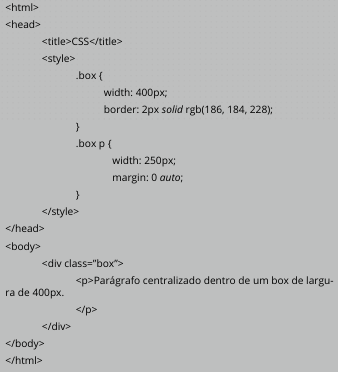 <html>
<head>
<title>CSS</title>
<style>
.box {
width: 400px;
border: 2px solid rgb(186, 184, 228);
}
.box p {
width: 250px;
margin: 0 auto;
}
</style>
</head>
<body>
<div class="box">
<p>Parágrafo centralizado dentro de um box de largu-
ra de 400px.
</p>
</div>
</body>
</html>